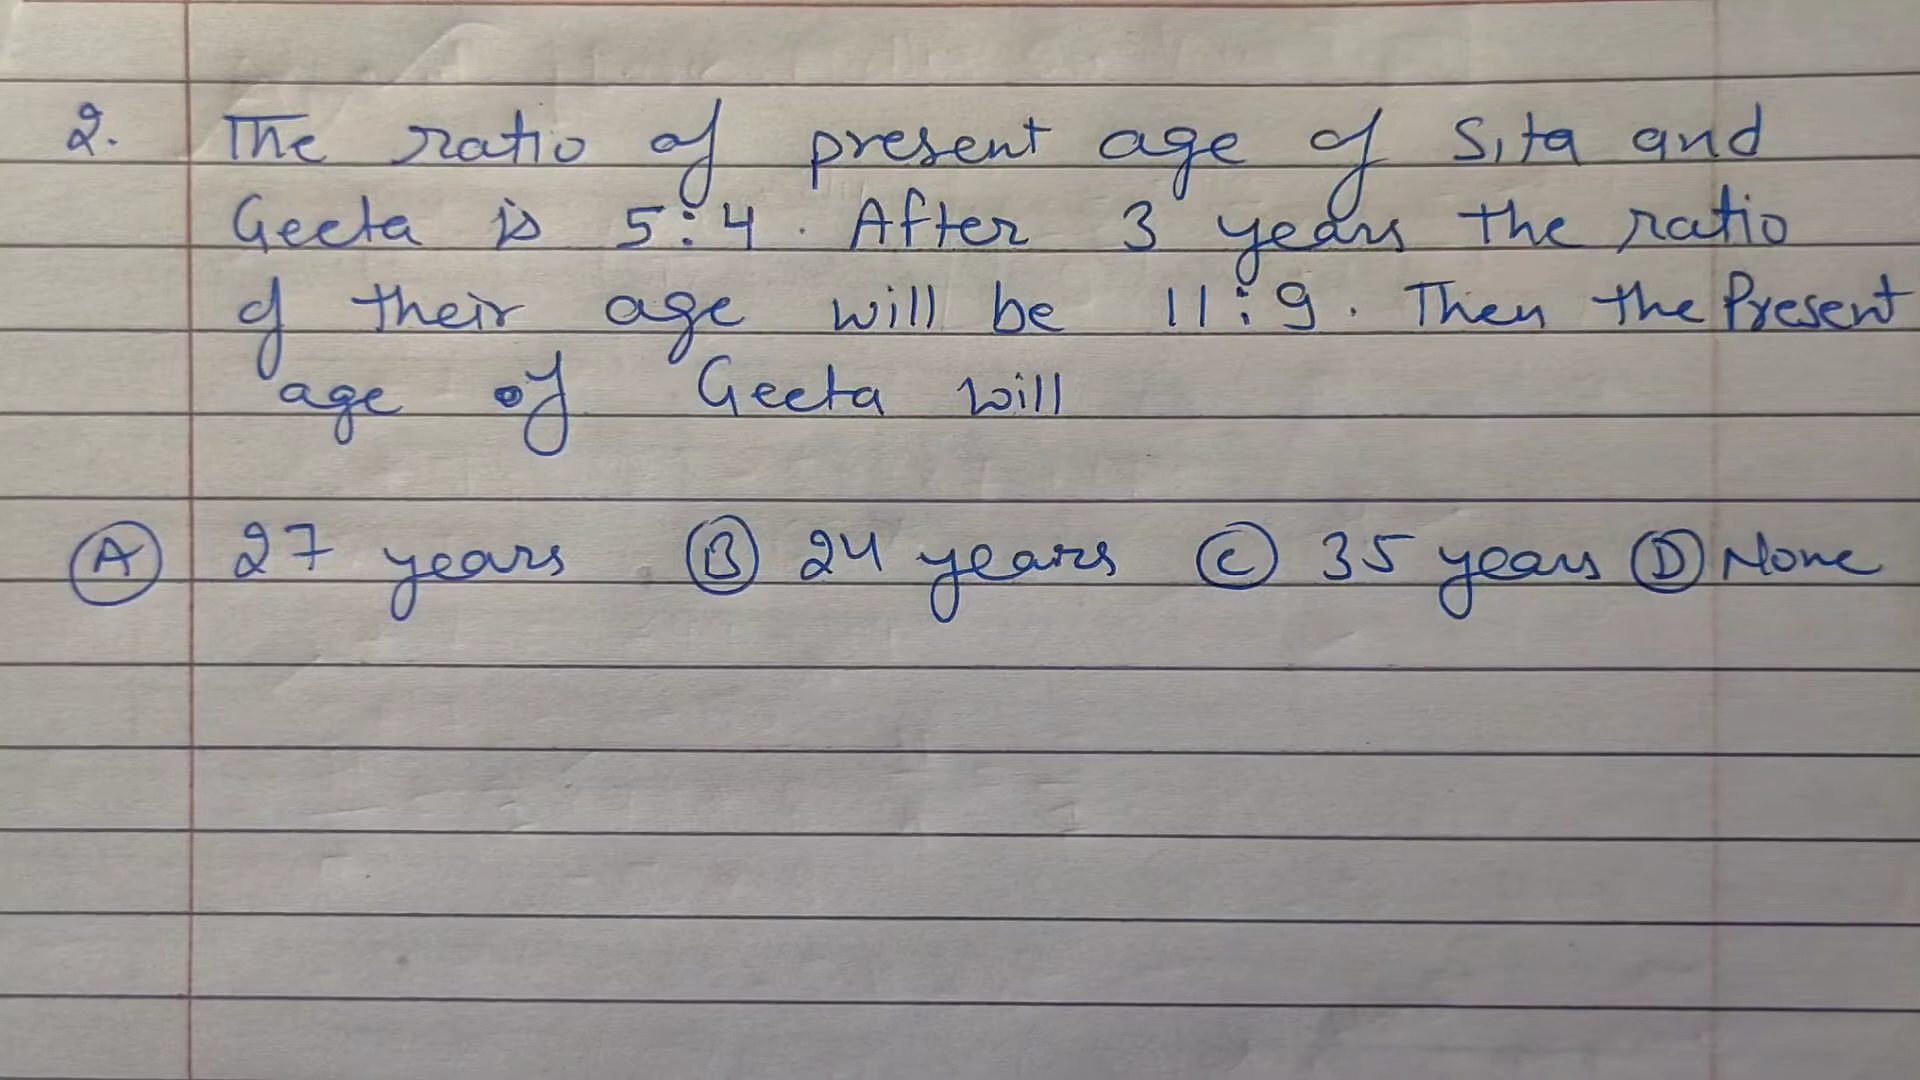 2. The ratio of present age of Sita and
Geeta is 5:4. After 3 years the ratio
of their age will be 11:9. Then the Present
age of Geeta will
(A) 27 years (B) 24 years (C) 35 years (D) None